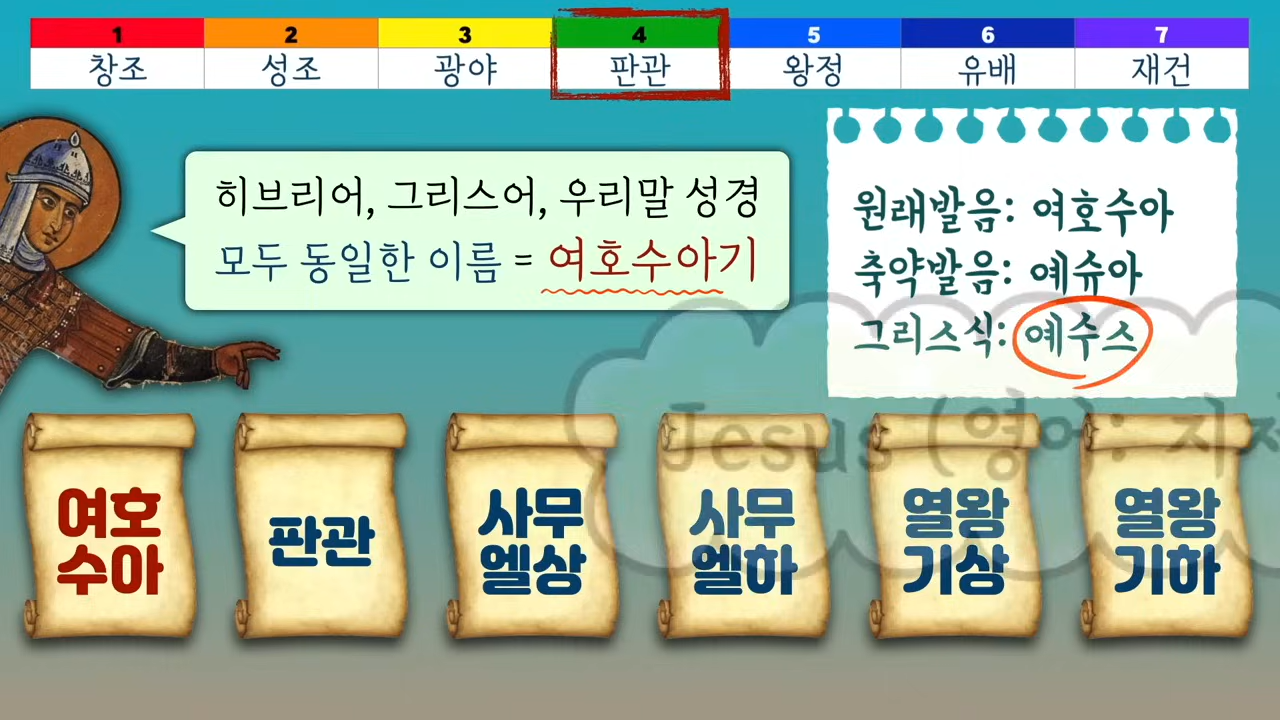 1 2 3 4 5 6 7
창조 성조 광야 판관 왕정 유배 재건
히브리어, 그리스어, 우리말 성경
모두 동일한 이름 = 여호수아기
원래발음: 여호수아
축약발음: 예슈아
그리스식: 예수스
Jesus (영어:
여호
수아
판관
사무
엘상
사무
엘하
열왕
기상
열왕
기하